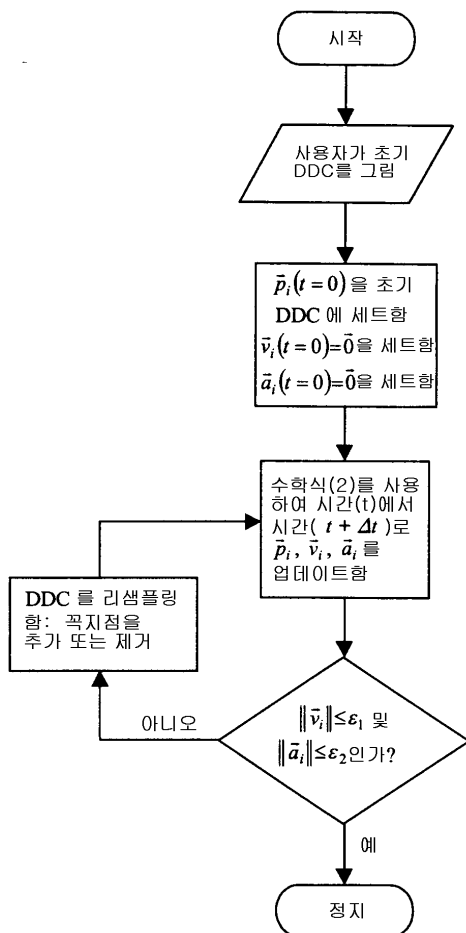 시작
사용자가 초기
DDC를 그림
p⃗ᵢ(t=0)을 초기
DDC에 세트함
v⃗ᵢ(t=0)=0⃗을 세트함
a⃗ᵢ(t=0)=0⃗을 세트함
수학식(2)를 사용
하여 시간(t)에서
시간( t + Δt )로
p⃗ᵢ, v⃗ᵢ, a⃗ᵢ 를
업데이트함
DDC 를 리샘플링
함: 꼭지점을
추가 또는 제거
아니오
‖v⃗ᵢ‖≤ε₁ 및
‖a⃗ᵢ‖≤ε₂인가?
예
정지